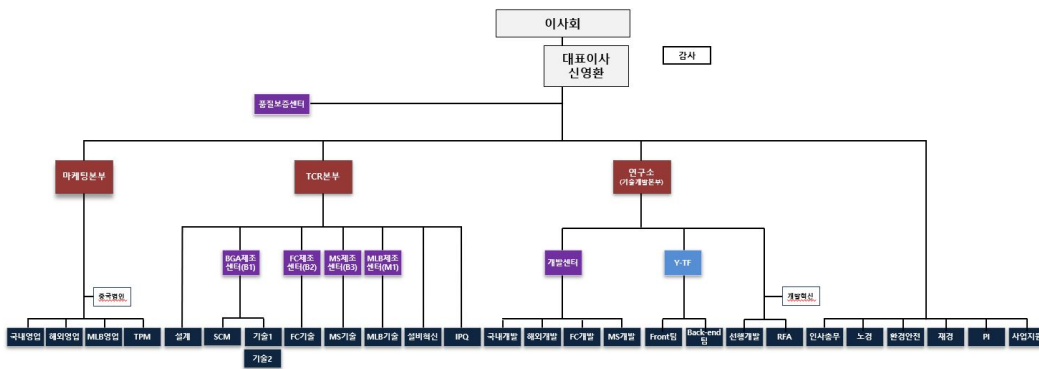 이사회
대표이사
신영환
감사
품질보증센터
마케팅본부
TCR본부
연구소
(기술개발본부)
BGA제조
센터(B1)
FC제조
센터(B2)
MS제조
센터(B3)
MLB제조
센터(M1)
개발센터
Y-TF
중국법인
개발혁신
국내영업
해외영업
MLB영업
TPM
설계
SCM
기술1
FC기술
MS기술
MLB기술
설비혁신
IPQ
국내개발
해외개발
FC개발
MS개발
Front팀
Back-end
팀
선행개발
RFA
인사총무
노경
환경안전
재경
PI
사업지원
기술2